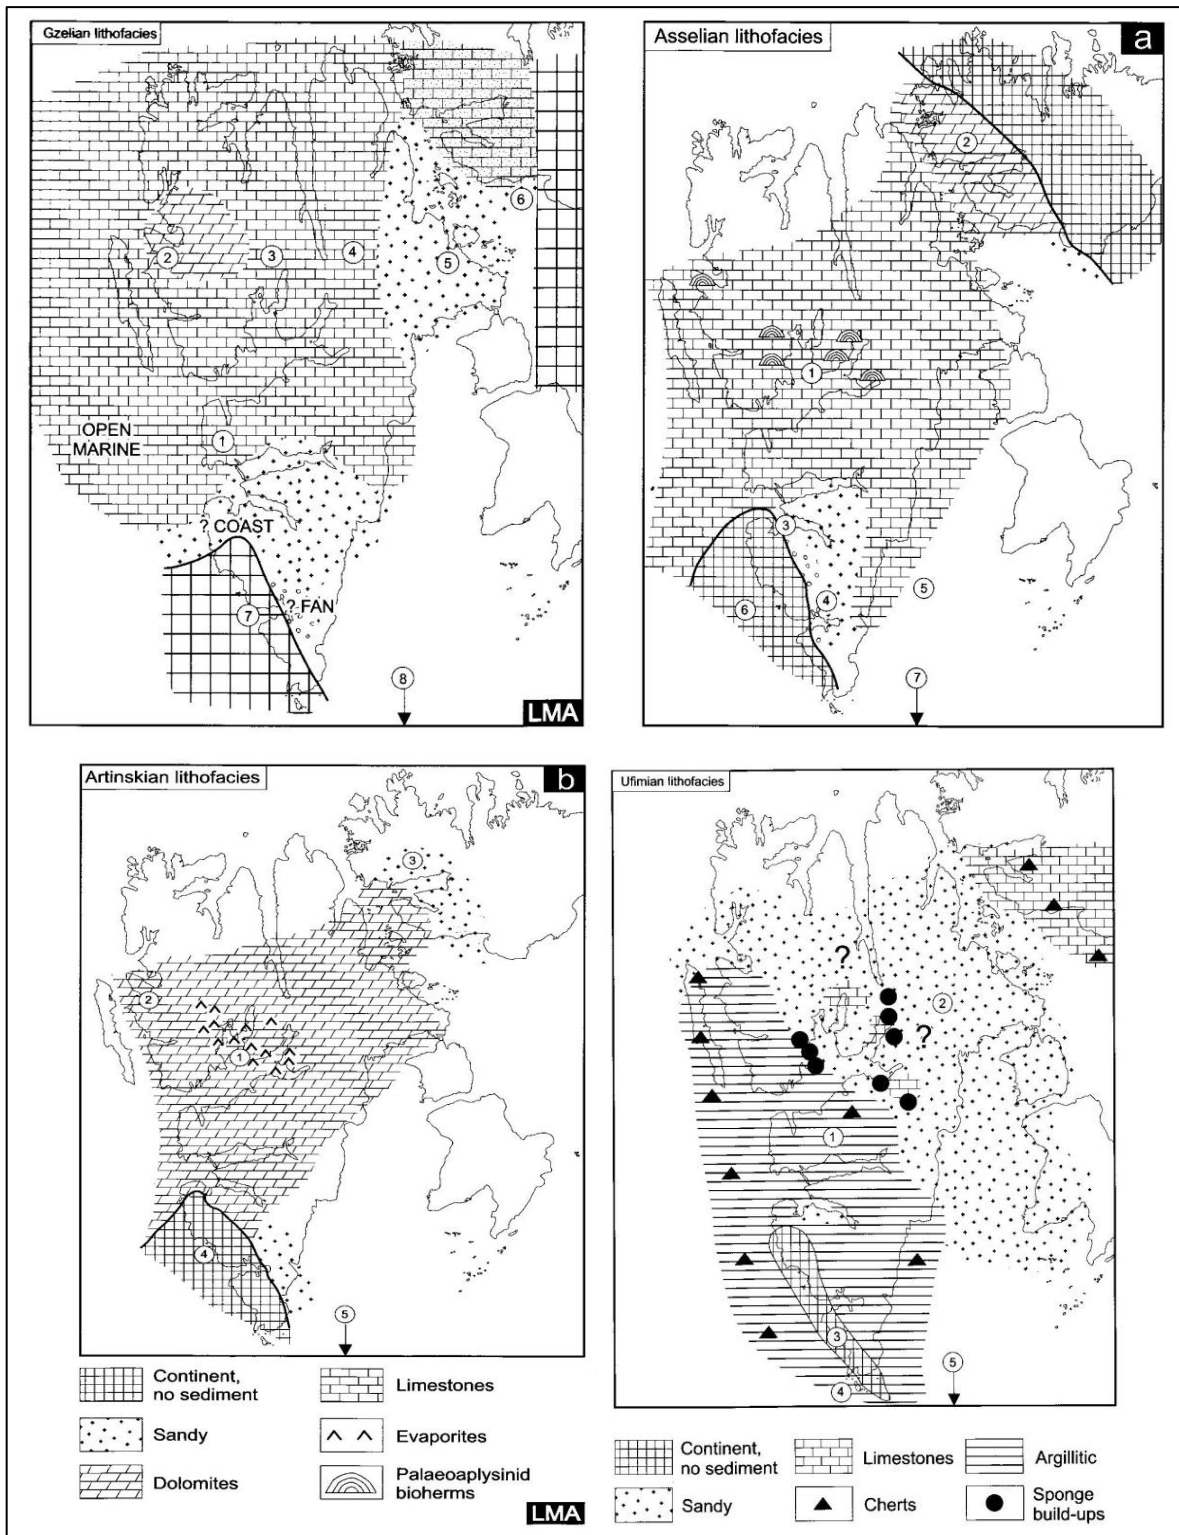 Gzelian lithofacies
2
3
4
5
6
OPEN
MARINE
1
? COAST
? FAN
7
8
LMA
Asselian lithofacies
a
2
1
3
4
5
6
7
Artinskian lithofacies
b
3
2
1
4
5
Continent,
no sediment
Limestones
Sandy
Evaporites
Dolomites
Palaeoaplysinid
bioherms
LMA
Ufimian lithofacies
?
2
?
1
3
4
5
Continent,
no sediment
Limestones
Argillitic
Sandy
Cherts
Sponge
build-ups